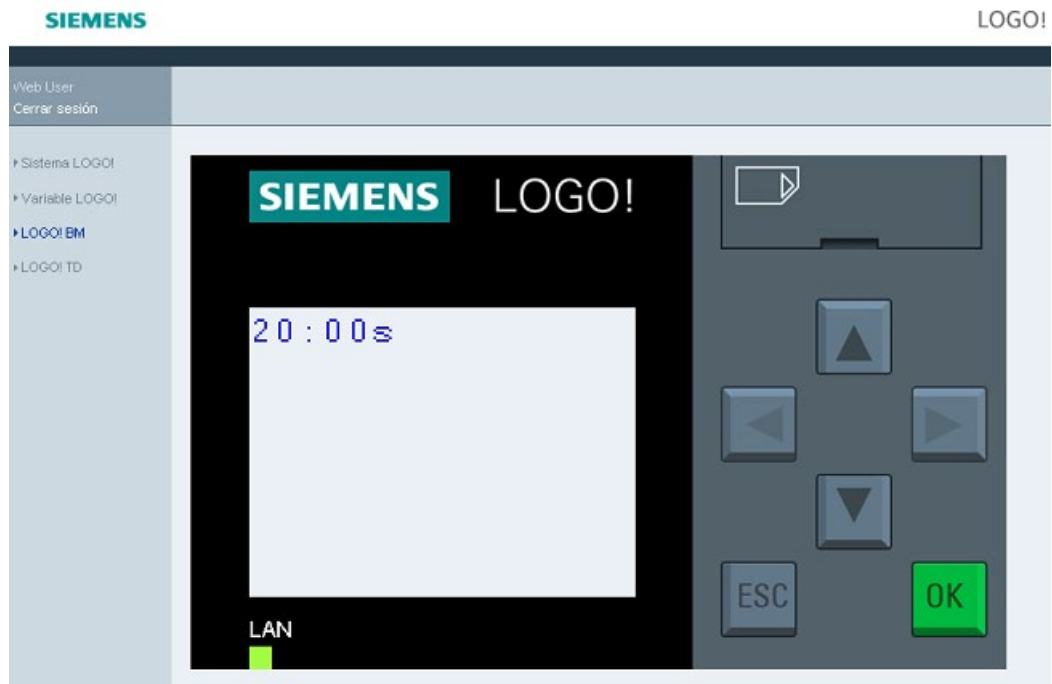 SIEMENS
LOGO!
Web User
Cerrar sesión
Sistema LOGO!
Variable LOGO!
LOGO! BM
LOGO! TD
SIEMENS LOGO!
20:00s
LAN
ESC
OK